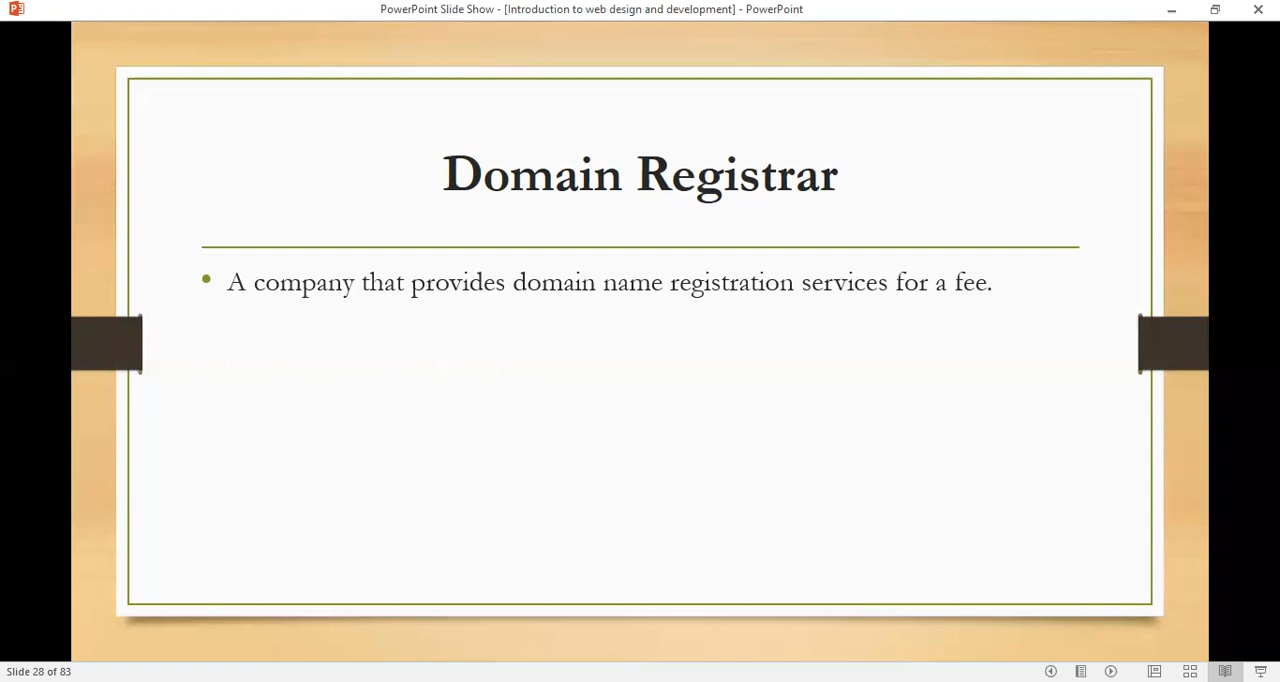 PowerPoint Slide Show - [Introduction to web design and development] - PowerPoint
Domain Registrar
• A company that provides domain name registration services for a fee.
Slide 28 of 83